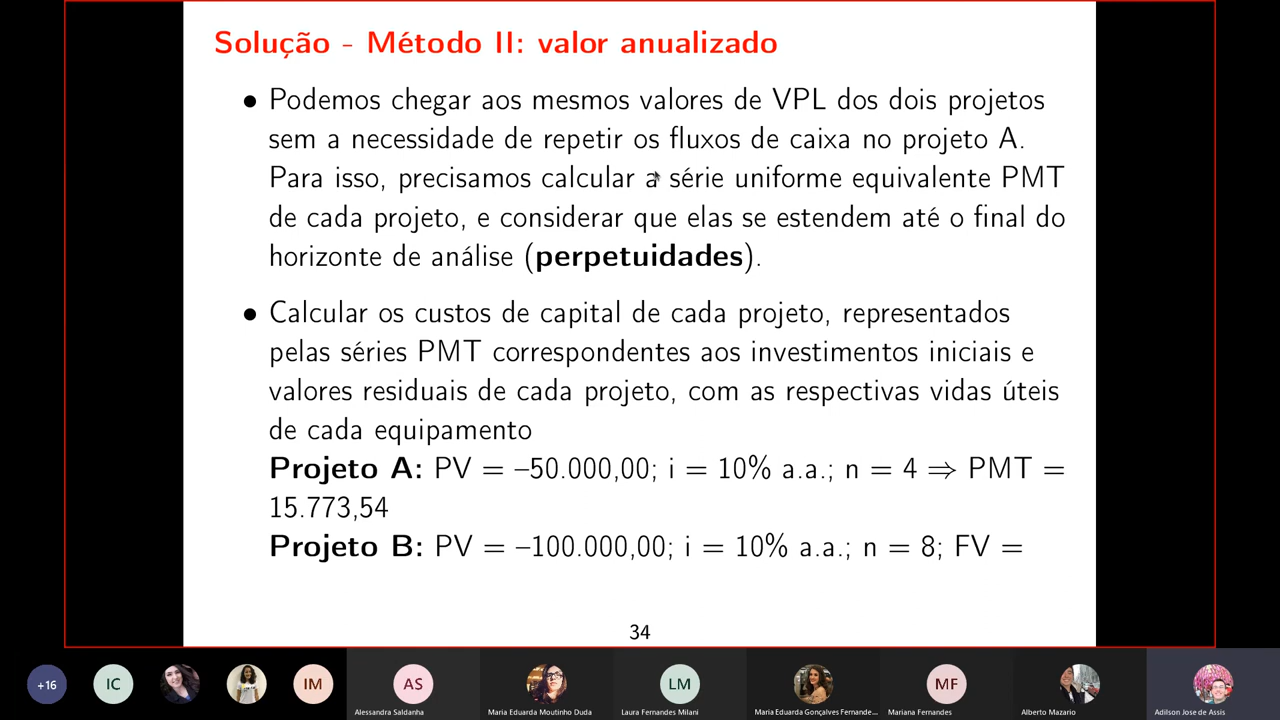 Solução - Método II: valor anualizado
• Podemos chegar aos mesmos valores de VPL dos dois projetos
sem a necessidade de repetir os fluxos de caixa no projeto A.
Para isso, precisamos calcular a série uniforme equivalente PMT
de cada projeto, e considerar que elas se estendem até o final do
horizonte de análise (perpetuidades).
• Calcular os custos de capital de cada projeto, representados
pelas séries PMT correspondentes aos investimentos iniciais e
valores residuais de cada projeto, com as respectivas vidas úteis
de cada equipamento
Projeto A: PV = –50.000,00; i = 10% a.a.; n = 4 ⇒ PMT =
15.773,54
Projeto B: PV = –100.000,00; i = 10% a.a.; n = 8; FV =
34
+16
IC
IM
AS
LM
MF
Alessandra Saldanha
Maria Eduarda Moutinho Duda
Laura Fernandes Milani
Maria Eduarda Gonçalves Fernande...
Mariana Fernandes
Alberto Mazario
Adilson Jose de Assis